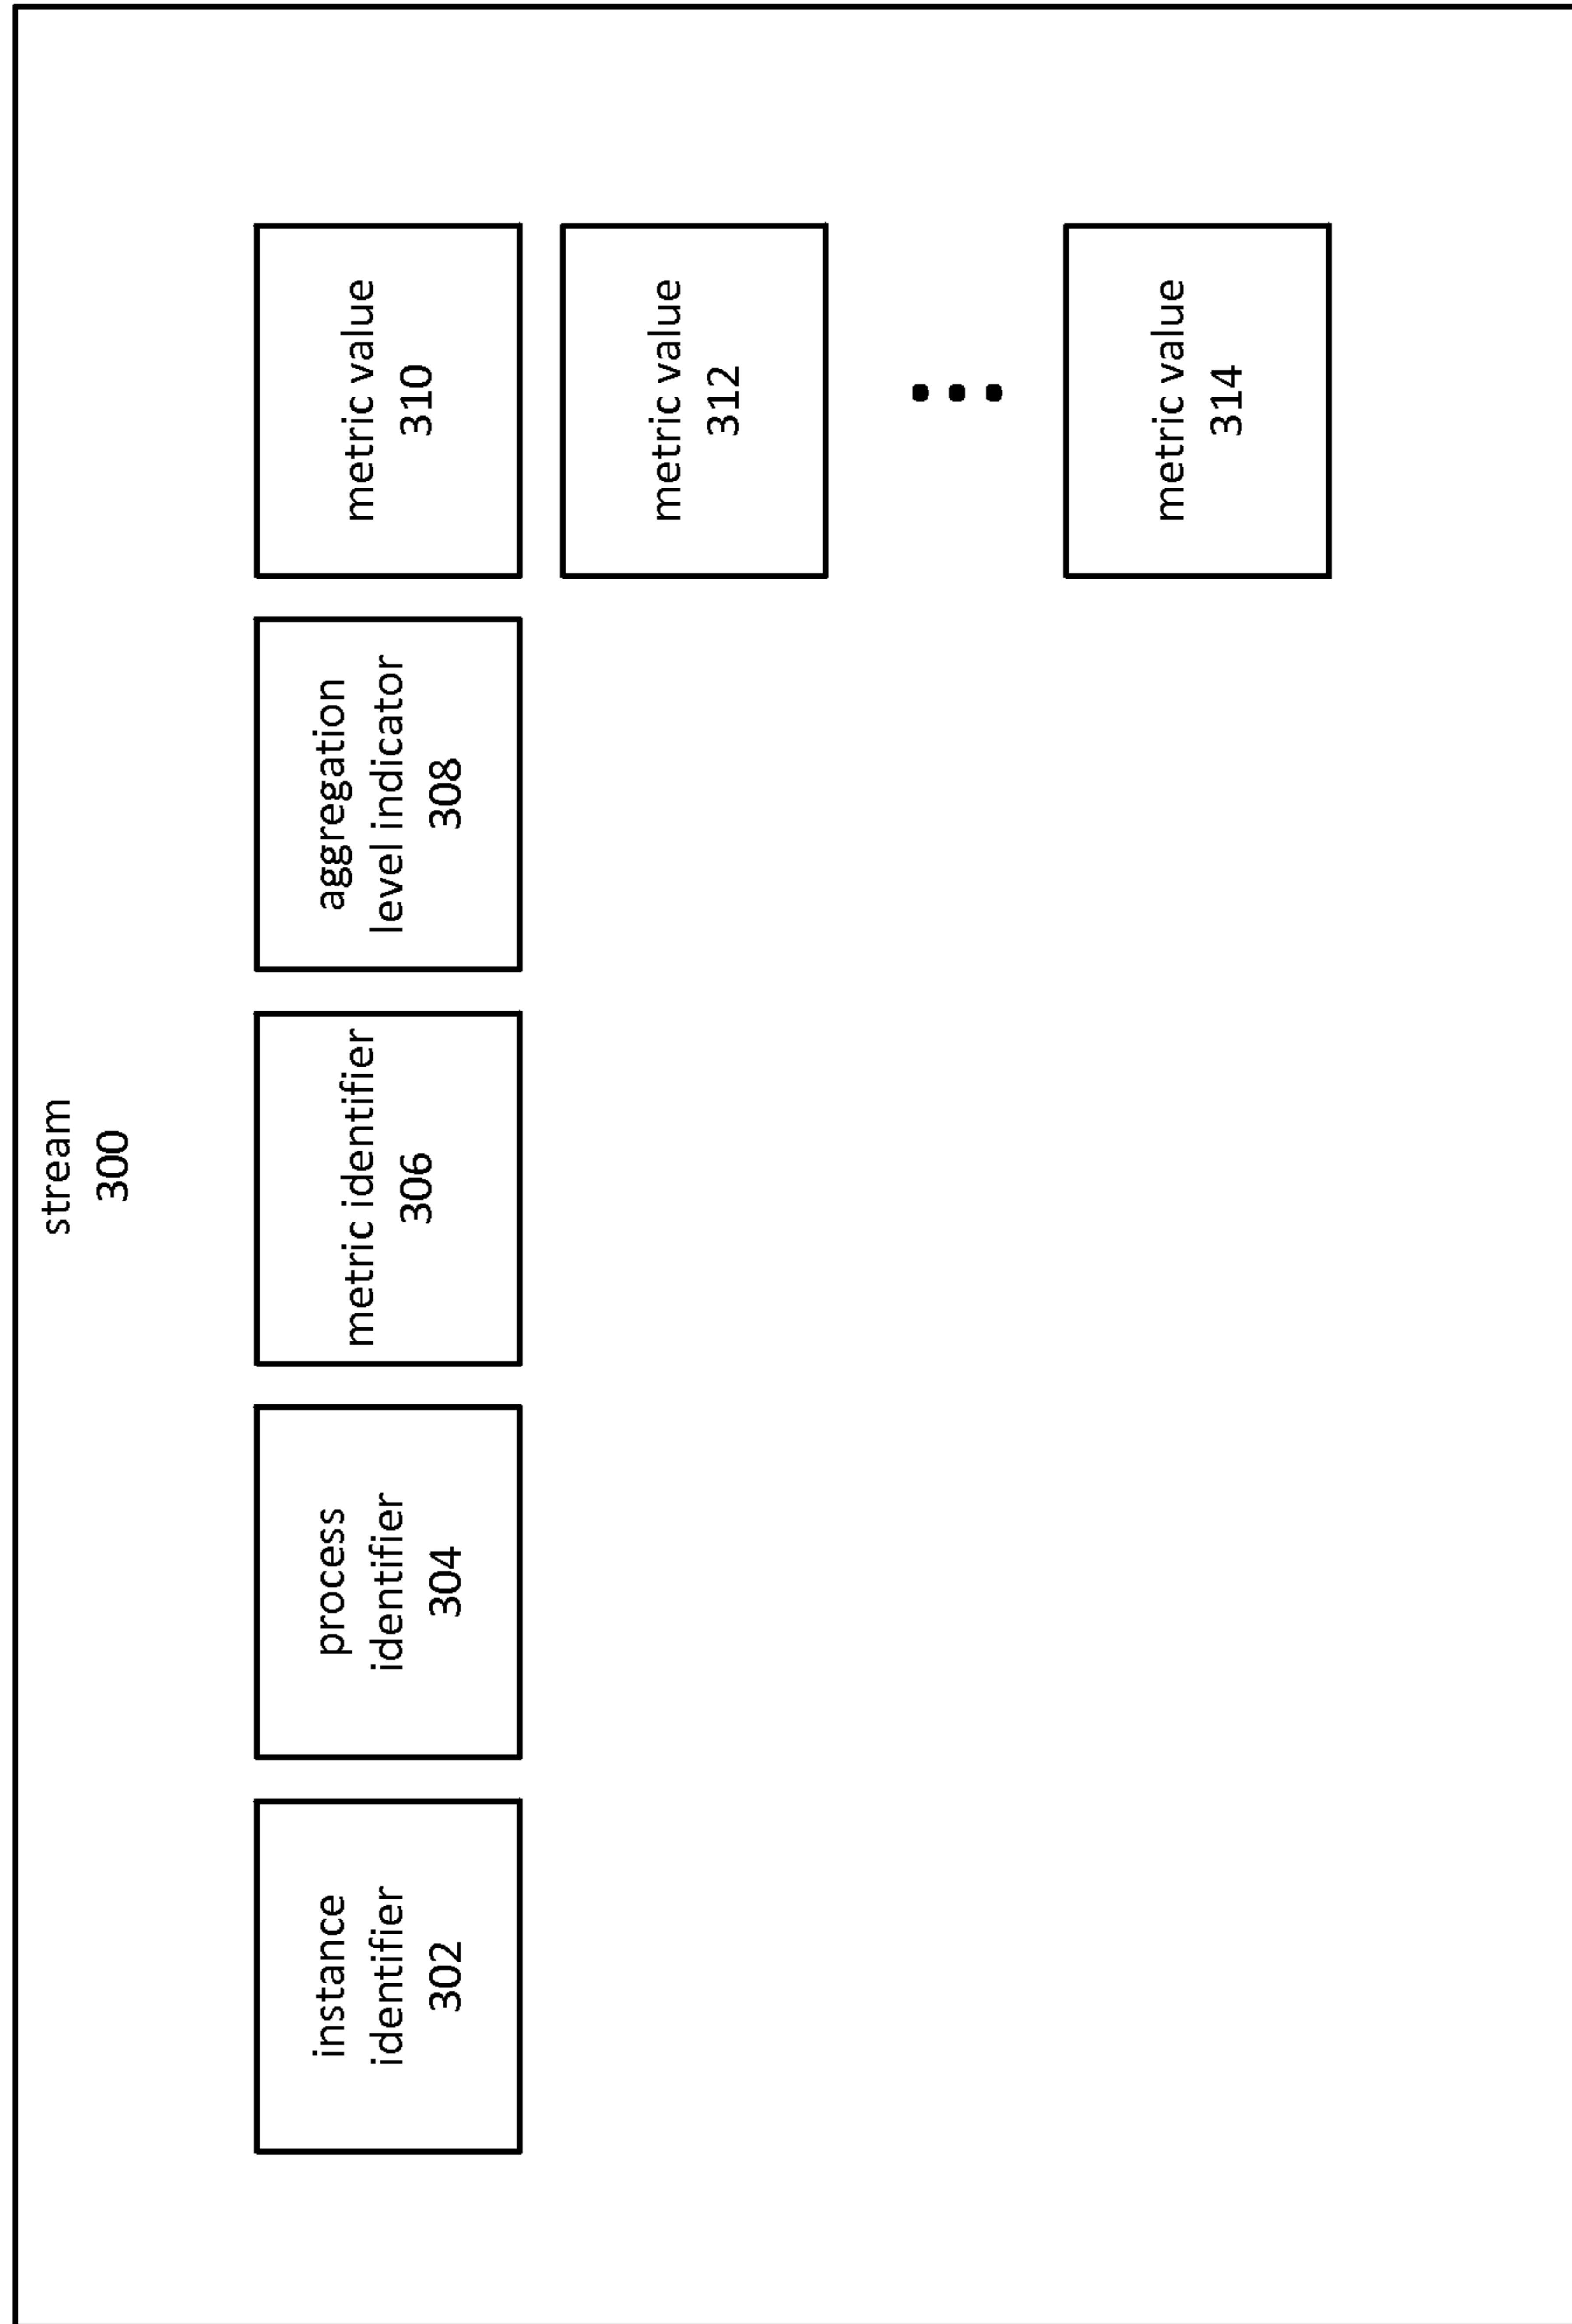 stream
300
instance
identifier
302
process
identifier
304
metric identifier
306
aggregation
level indicator
308
metric value
310
metric value
312
metric value
314